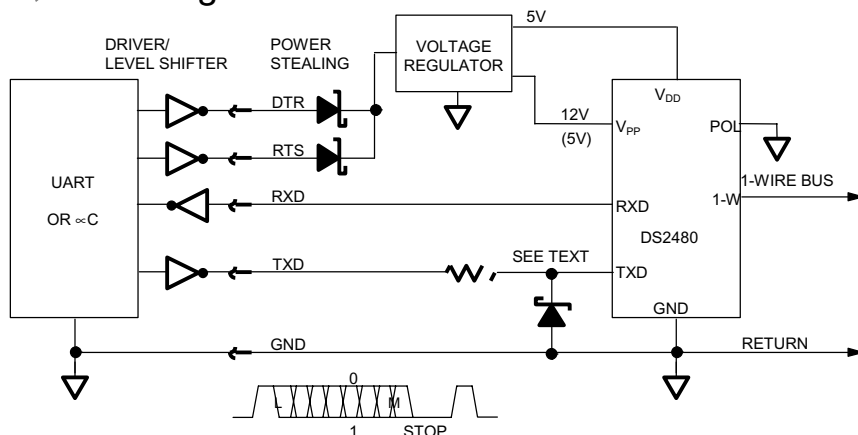 5V
DRIVER/
LEVEL SHIFTER
POWER
STEALING
VOLTAGE
REGULATOR
DTR
12V
(5V)
VDD
VPP
POL
RTS
UART
OR ∝C
RXD
RXD
1-WIRE BUS
1-W
DS2480
TXD
SEE TEXT
TXD
GND
GND
RETURN
0
L
M
1
STOP